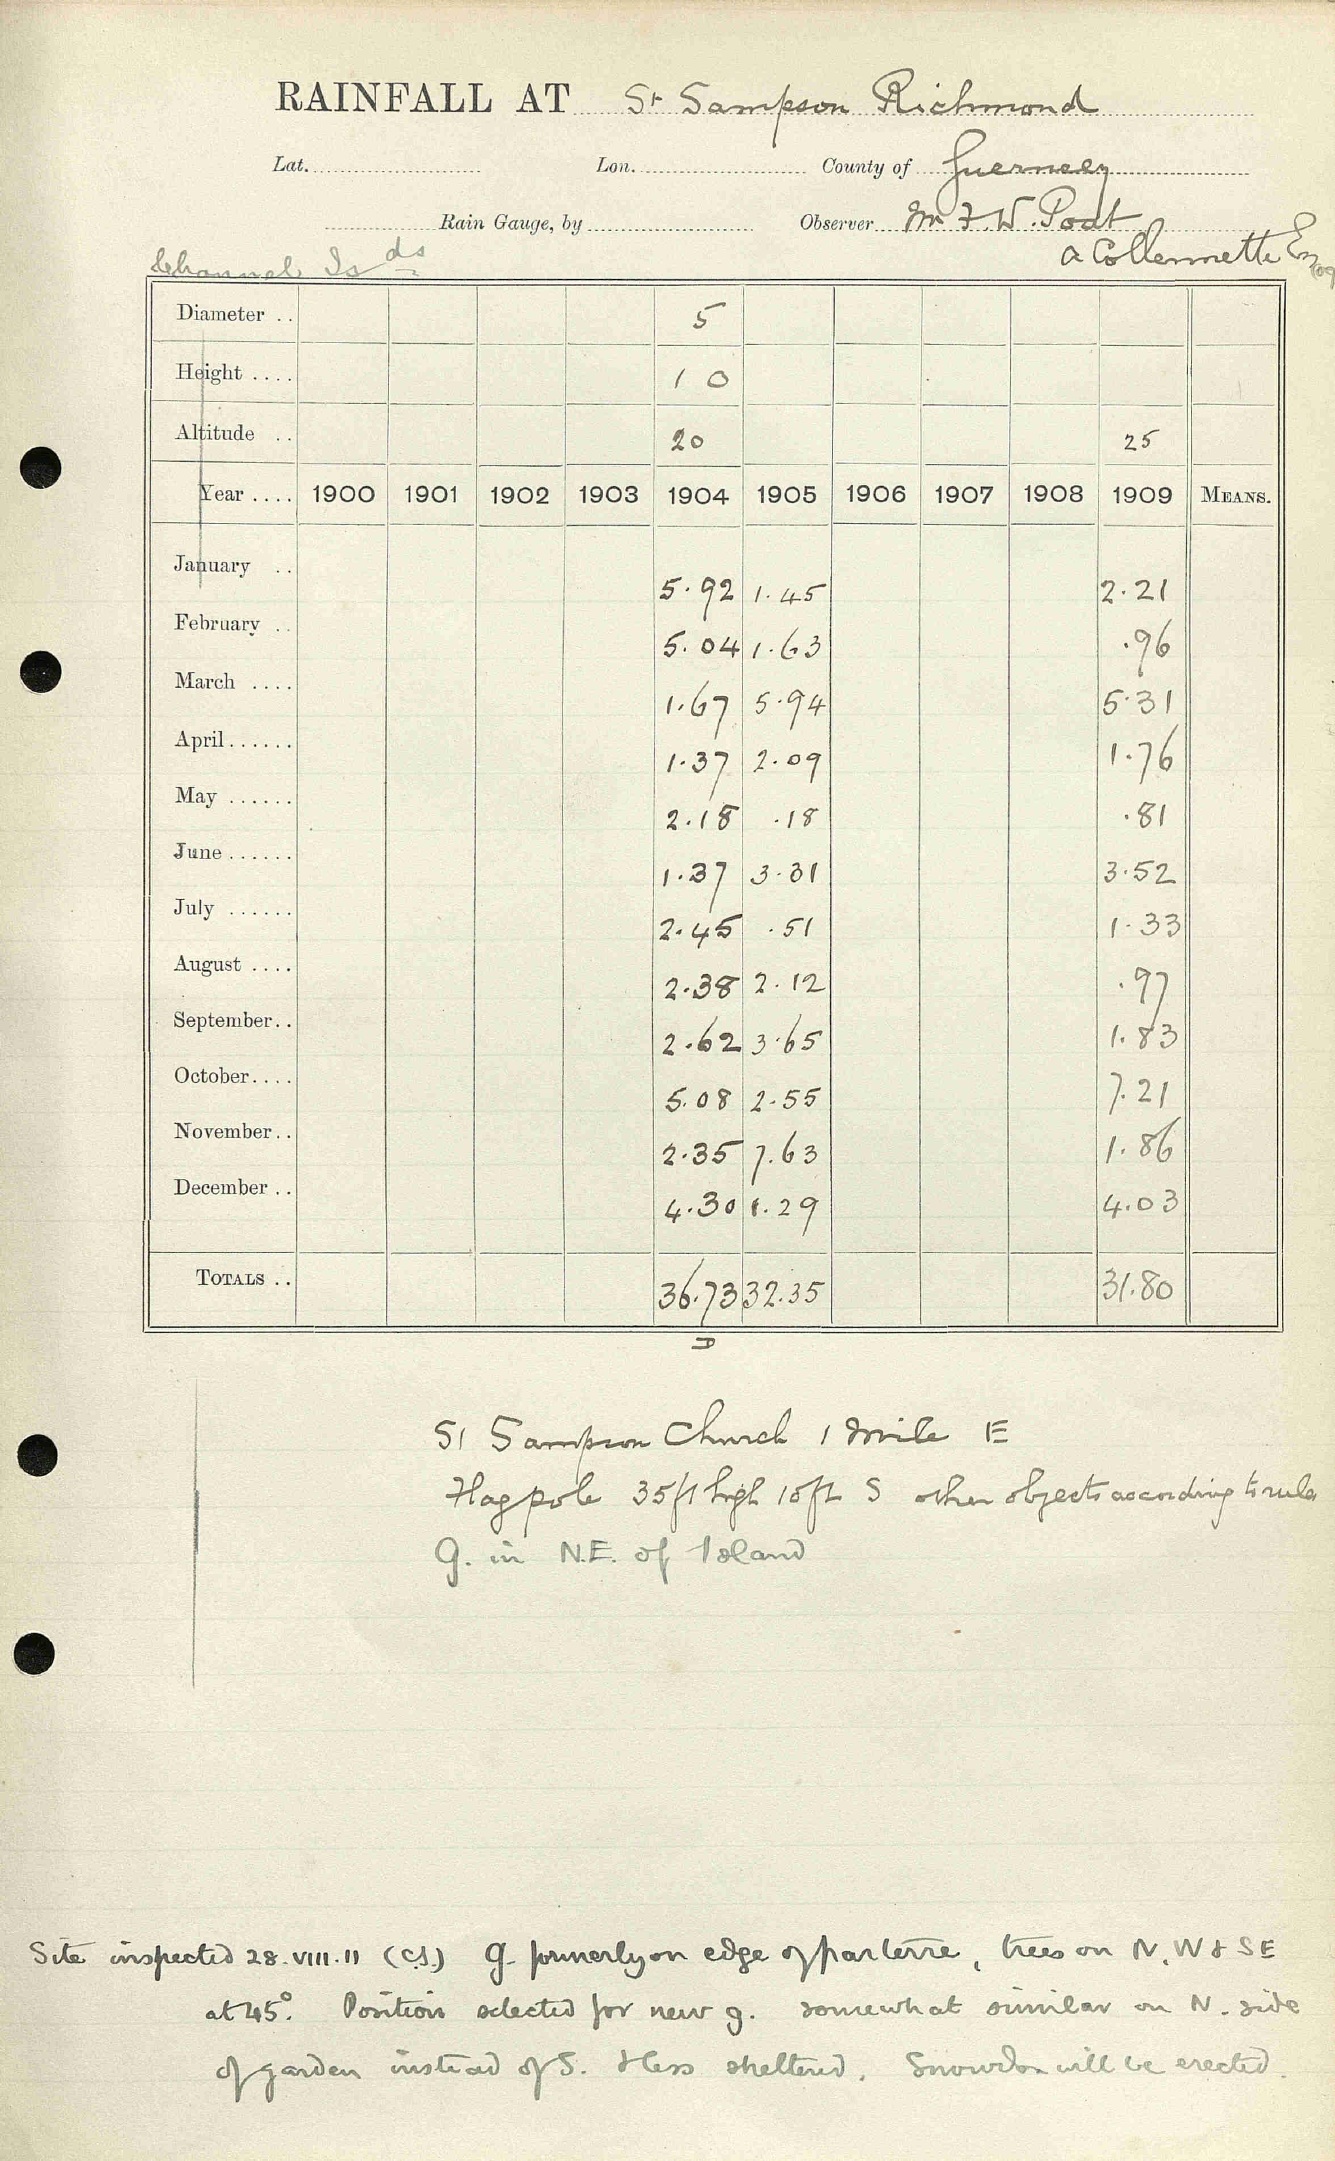 RAINFALL AT St Sampson Richmond
Lat. Lon. County of Guernsey
Rain Gauge, by Observer Mr F. W. Poat
Channel Is ds a Collennette Esq
Diameter .. 5
Height .... 1 0
Altitude .. 20 25
Year .... 1900 1901 1902 1903 1904 1905 1906 1907 1908 1909 MEANS.
January .. 5.92 1.45 2.21
February .. 5.04 1.63 .96
March .... 1.67 5.94 5.31
April...... 1.37 2.09 1.76
May ...... 2.18 .18 .81
June...... 1.37 3.31 3.52
July ...... 2.45 .51 1.33
August .... 2.38 2.12 .97
September.. 2.62 3.65 1.83
October.... 5.08 2.55 7.21
November.. 2.35 7.63 1.86
December .. 4.30 1.29 4.03
TOTALS .. 36.73 32.35 31.80
D
St Sampson Church 1 Mile E
Flagpole 35ft high 10ft S other objects according to rule
G. in N.E. of Island
Site inspected 28.VIII.11 (C.S.) G. formerly on edge of parterre, trees on N, W & SE
at 45°. Position selected for new g. somewhat similar on N. side
of garden instead of S. & less sheltered. Snowdon will be erected.